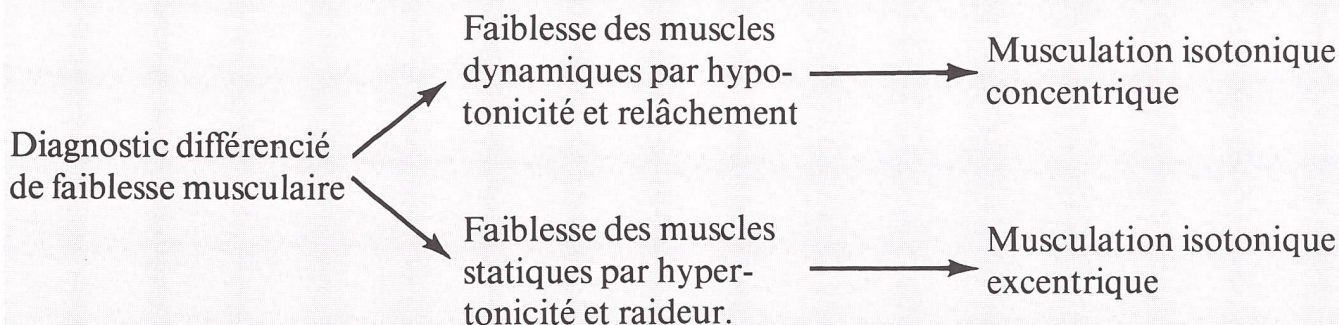 Diagnostic différencié
de faiblesse musculaire
Faiblesse des muscles
dynamiques par hypo-
tonicité et relâchement
Musculation isotonique
concentrique
Faiblesse des muscles
statiques par hyper-
tonicité et raideur.
Musculation isotonique
excentrique